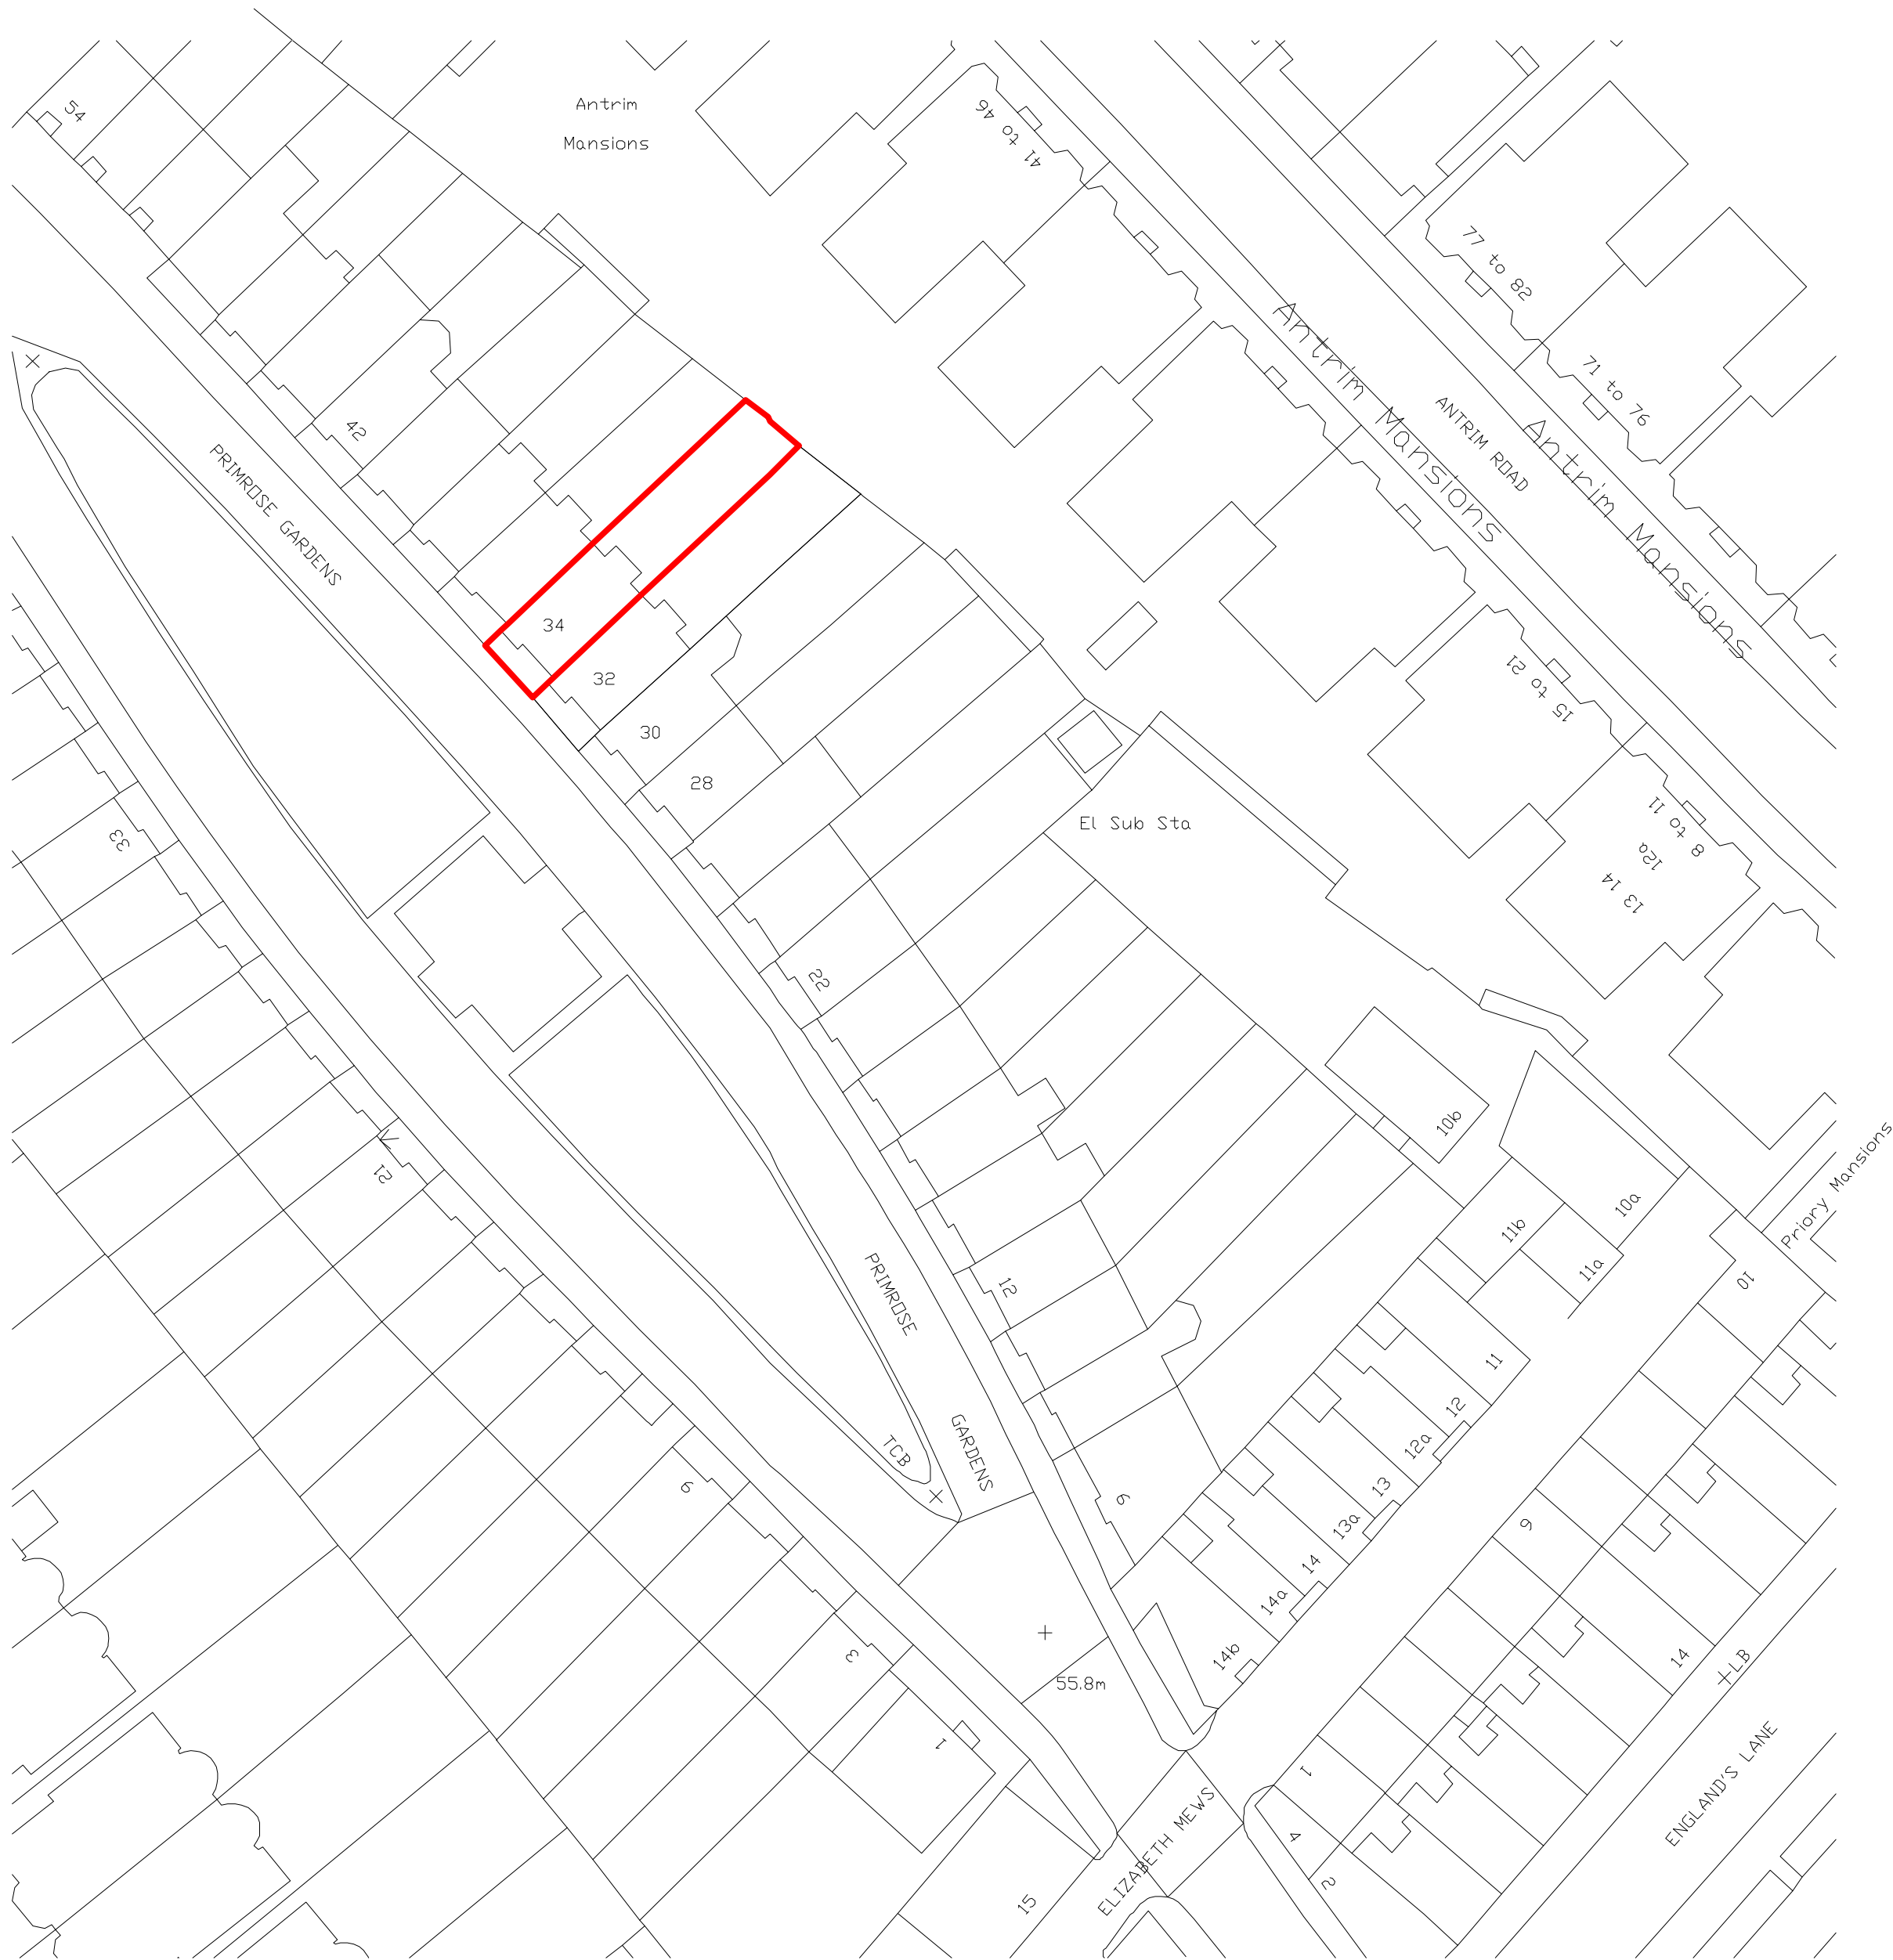 54
Antrim
Mansions
41 to 46
77 to 82
71 to 76
Antrim Mansions
ANTRIM ROAD
Antrim Mansions
42
PRIMROSE GARDENS
34
32
30
28
33
El Sub Sta
15 to 21
8 to 11
12a
13 14
22
10b
21
10a
Priory Mansions
11b
11a
10
PRIMROSE
12
11
12
12a
13
13a
14
14a
14b
GARDENS
TCB
6
9
9
3
14
LB
55.8m
1
1
ENGLAND'S LANE
ELIZABETH MEWS
4
2
15